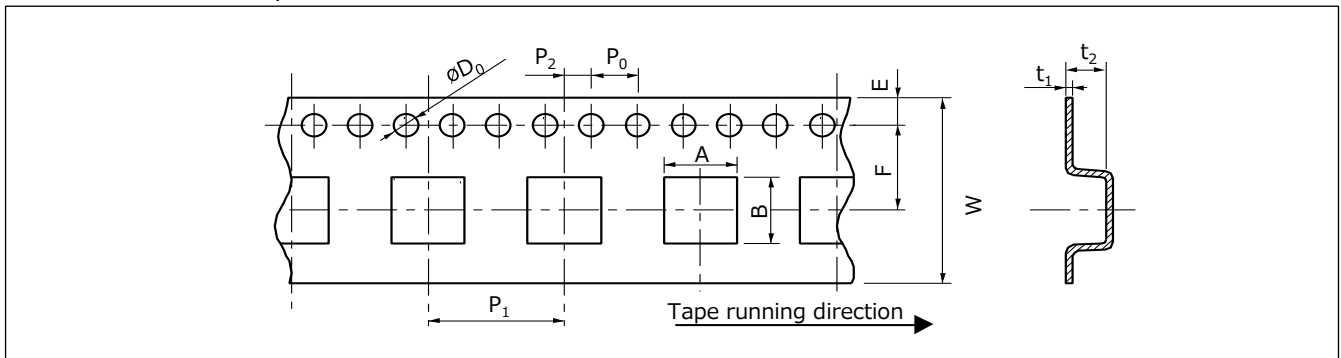 øD₀
P₂
P₀
E
t₂
t₁
A
F
B
W
P₁
Tape running direction